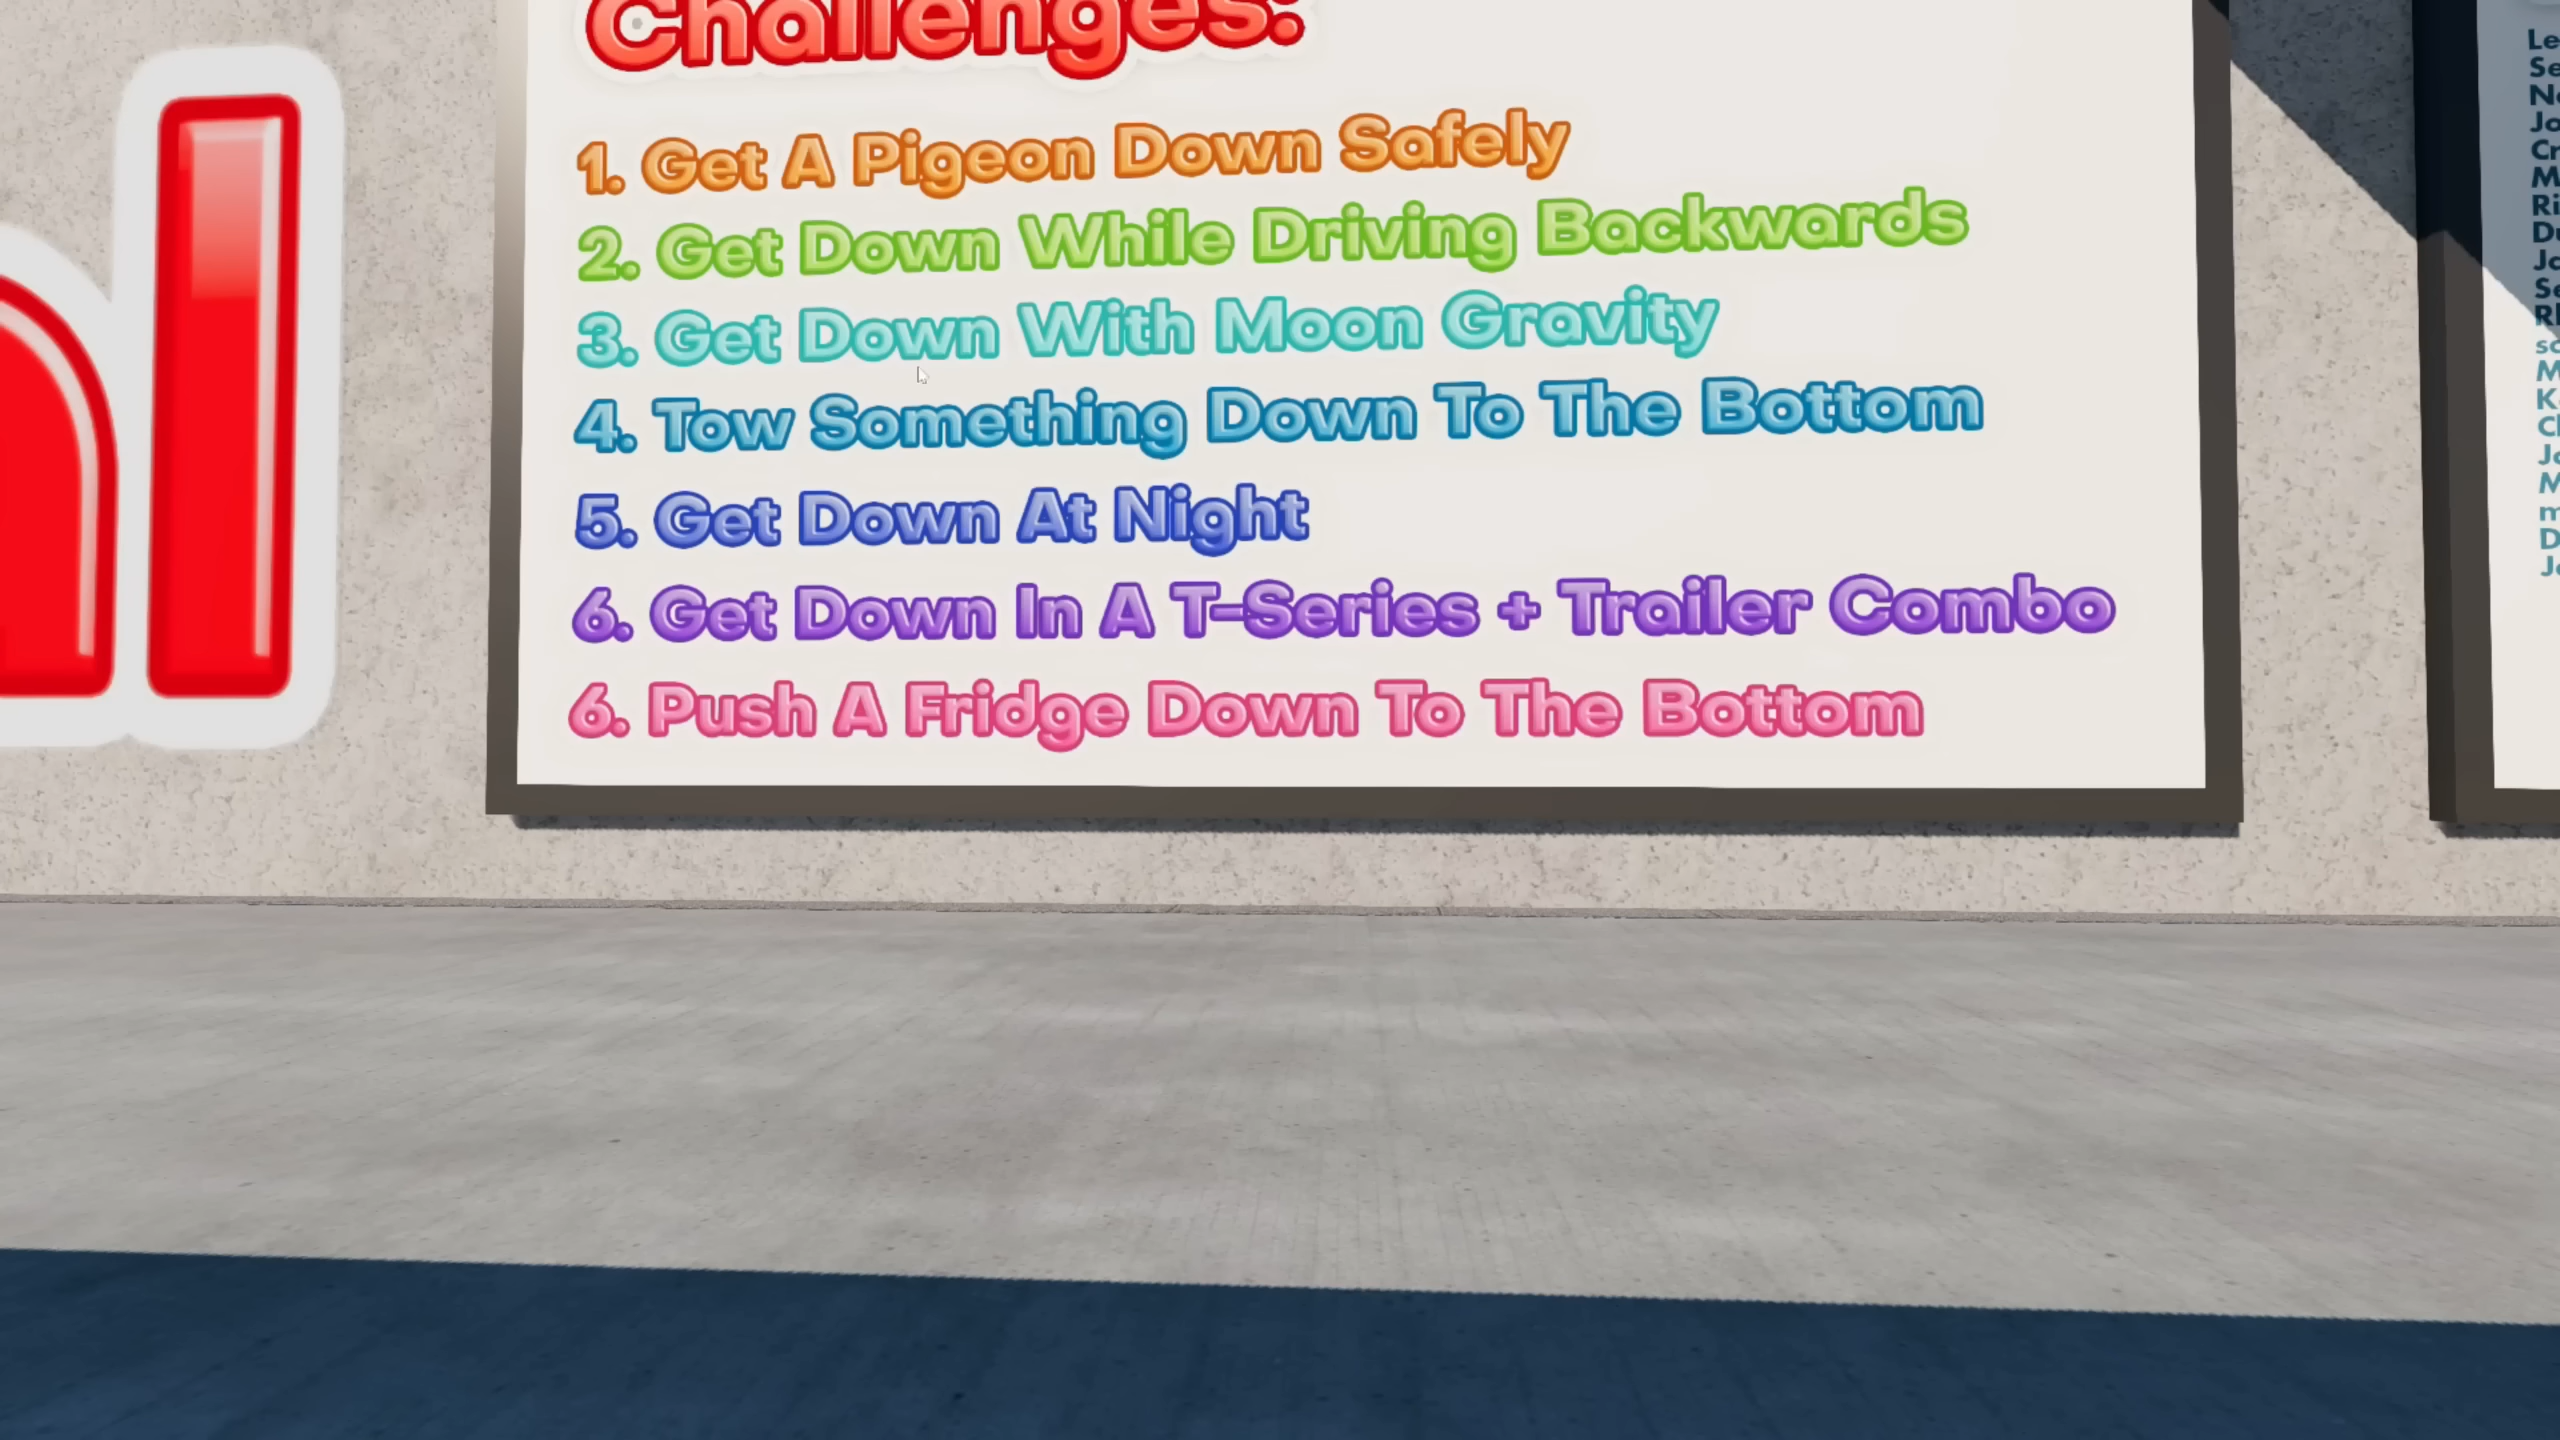 Challenges:
1. Get A Pigeon Down Safely
2. Get Down While Driving Backwards
3. Get Down With Moon Gravity
4. Tow Something Down To The Bottom
5. Get Down At Night
6. Get Down In A T-Series + Trailer Combo
6. Push A Fridge Down To The Bottom